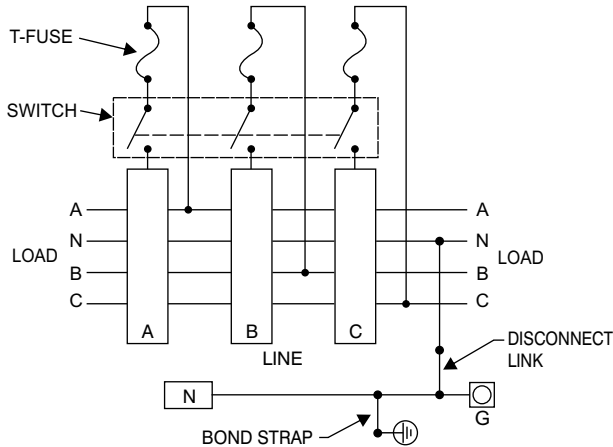 T-FUSE
SWITCH
A A
N N
LOAD LOAD
B B
C C
A B C
LINE
DISCONNECT
LINK
N
G
BOND STRAP